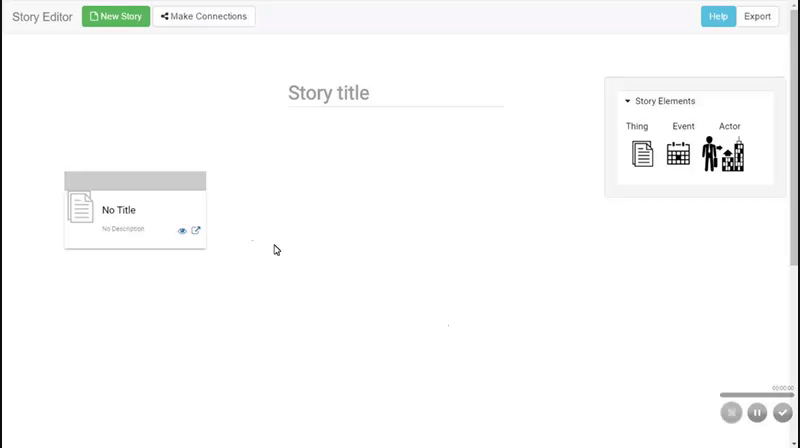 Story Editor
New Story
Make Connections
Help
Export
Story title
Story Elements
Thing
Event
Actor
No Title
No Description
00:00:00